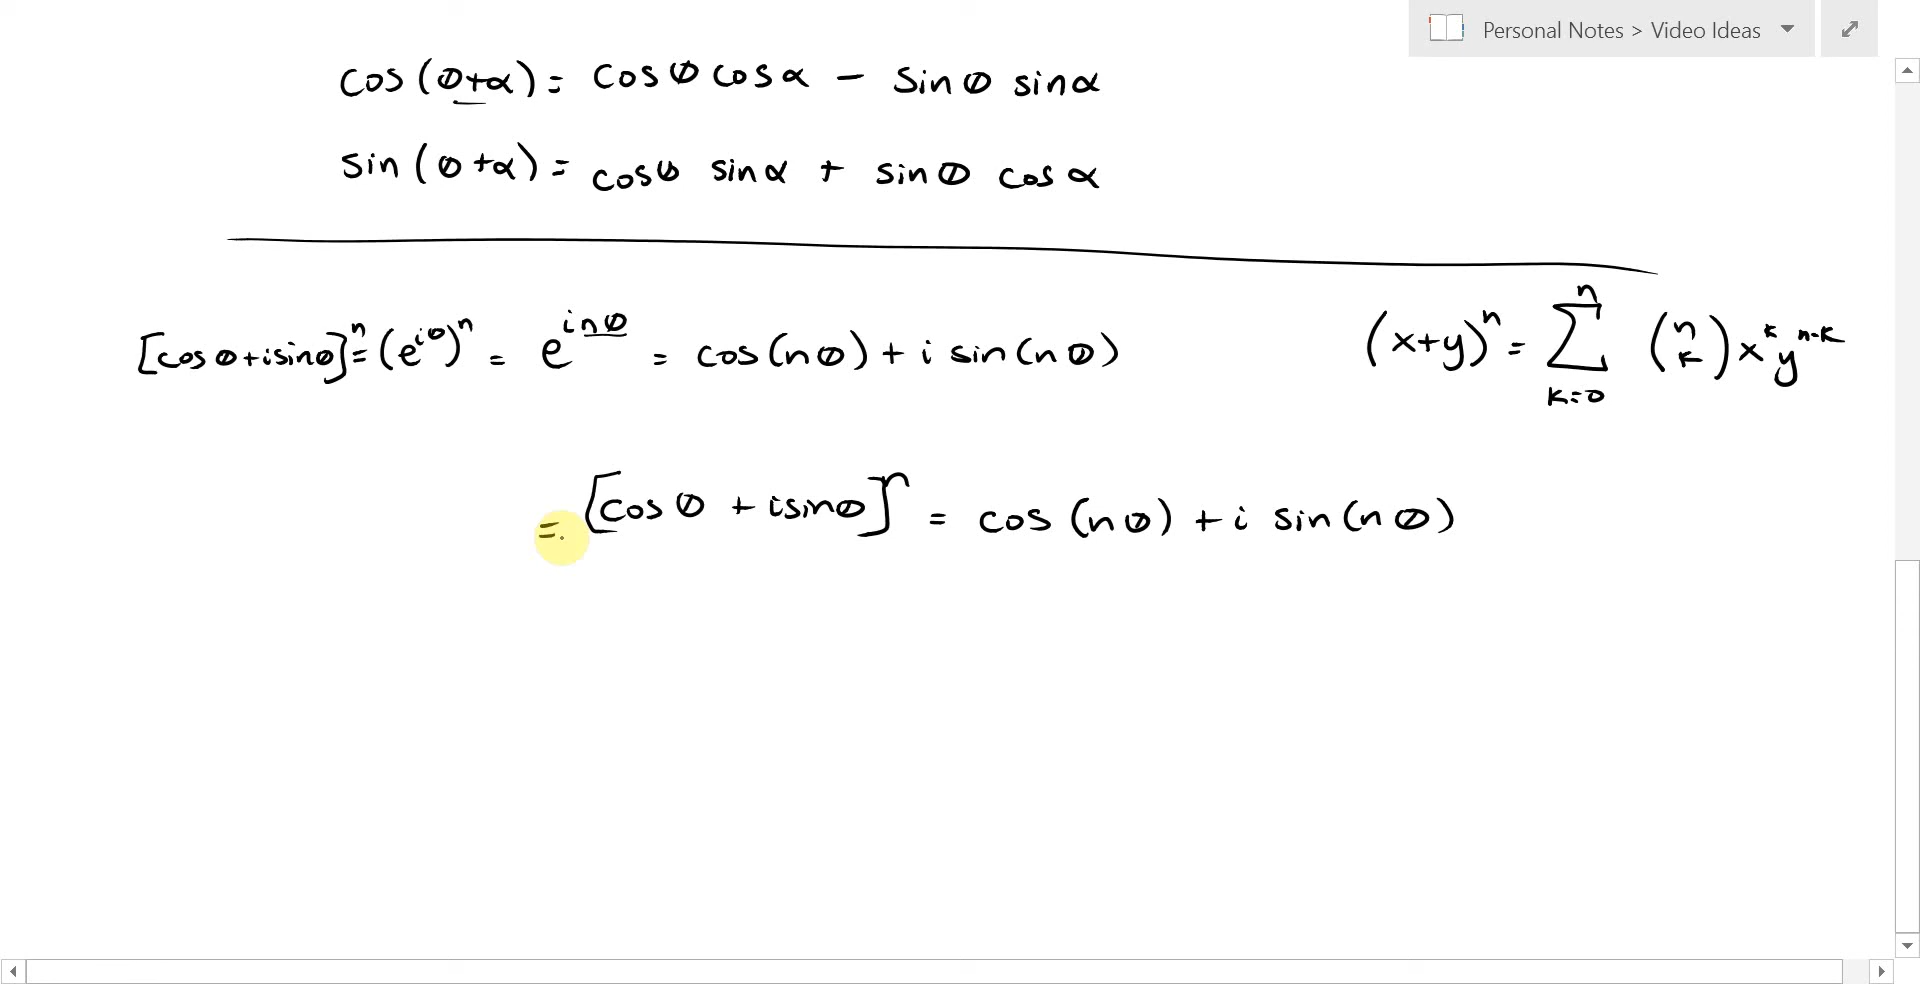 Personal Notes > Video Ideas
cos(θ+α) = cosθ cosα − sinθ sinα
sin(θ+α) = cosθ sinα + sinθ cosα
[cosθ+isinθ]ⁿ = (e^{iθ})ⁿ = e^{inθ} = cos(nθ) + i sin(nθ)
(x+y)ⁿ = ∑_{k=0}^{n} (n k) x^k y^{n-k}
= [cosθ + isinθ]ⁿ = cos(nθ) + i sin(nθ)